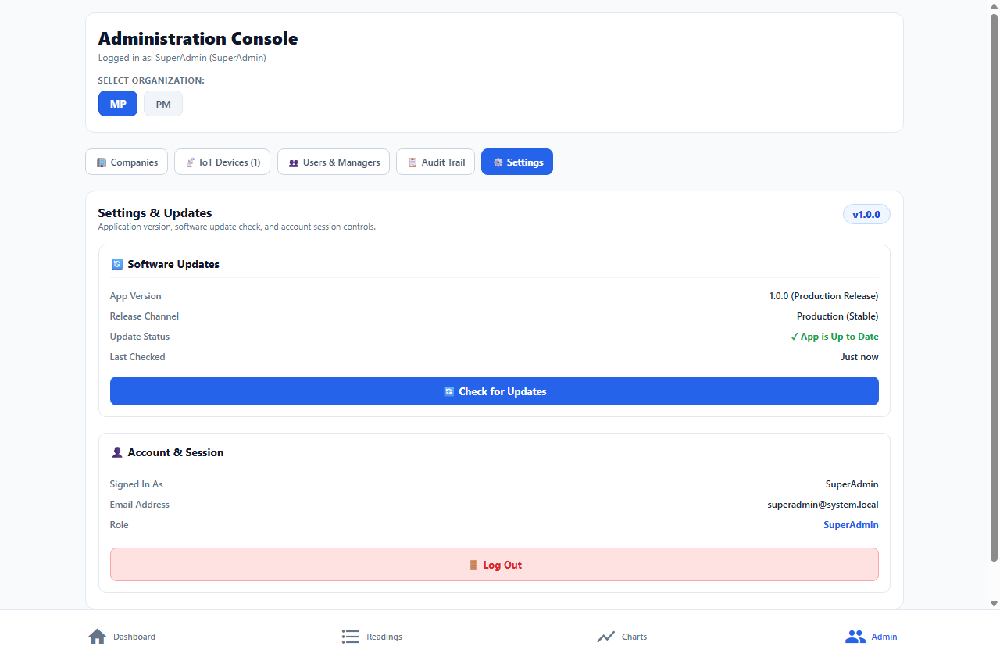 Administration Console
Logged in as: SuperAdmin (SuperAdmin)
SELECT ORGANIZATION:
MP PM
Companies IoT Devices (1) Users & Managers Audit Trail Settings
Settings & Updates v1.0.0
Application version, software update check, and account session controls.
Software Updates
App Version 1.0.0 (Production Release)
Release Channel Production (Stable)
Update Status ✓ App is Up to Date
Last Checked Just now
Check for Updates
Account & Session
Signed In As SuperAdmin
Email Address superadmin@system.local
Role SuperAdmin
Log Out
Dashboard Readings Charts Admin